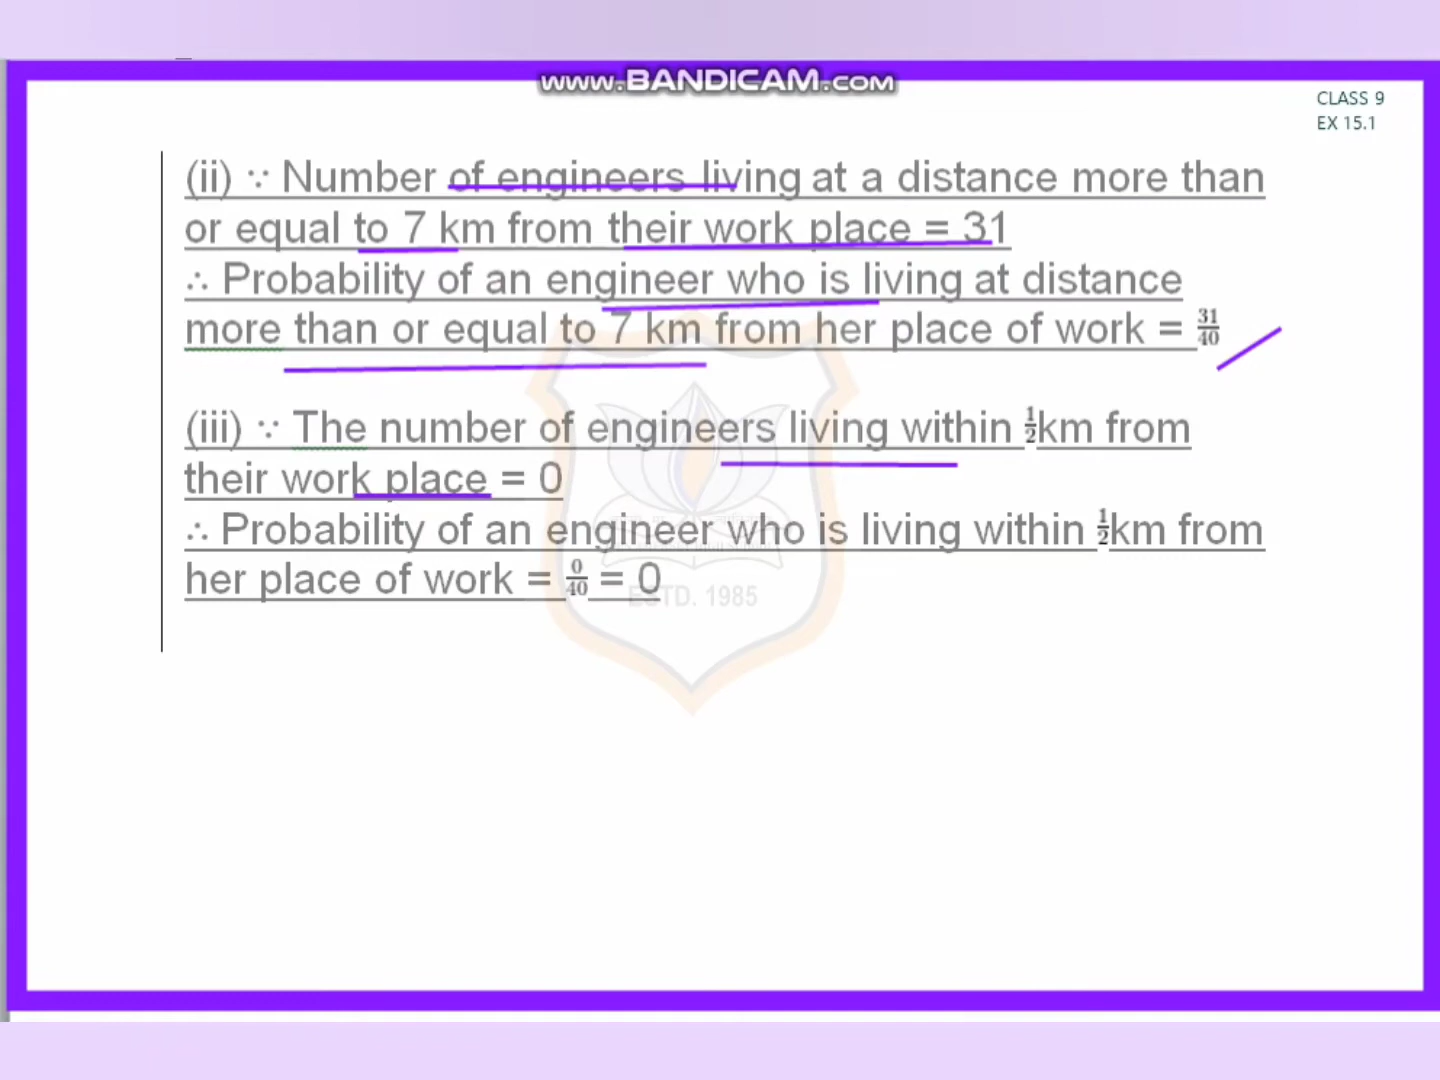 www.BANDICAM.com
CLASS 9
EX 15.1
(ii) ∵ Number of engineers living at a distance more than
or equal to 7 km from their work place = 31
∴ Probability of an engineer who is living at distance
more than or equal to 7 km from her place of work = 31/40
(iii) ∵ The number of engineers living within 1/2km from
their work place = 0
∴ Probability of an engineer who is living within 1/2km from
her place of work = 0/40 = 0
ESTD. 1985